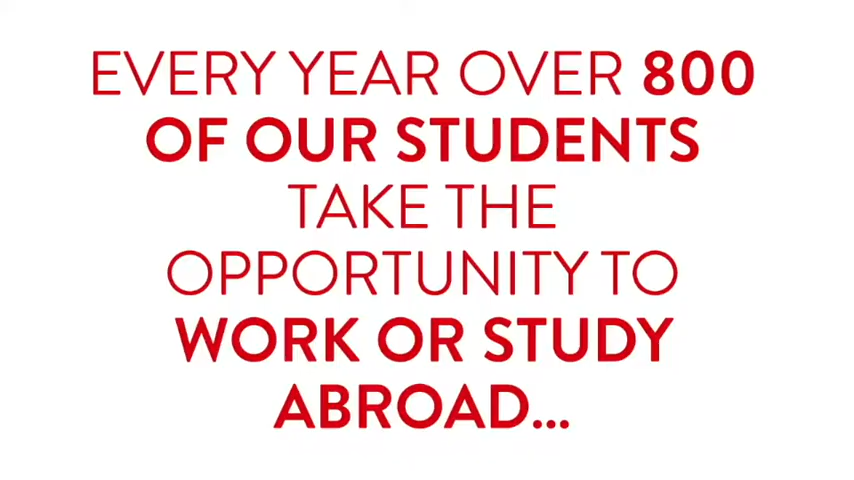 EVERY YEAR OVER 800
OF OUR STUDENTS
TAKE THE
OPPORTUNITY TO
WORK OR STUDY
ABROAD...